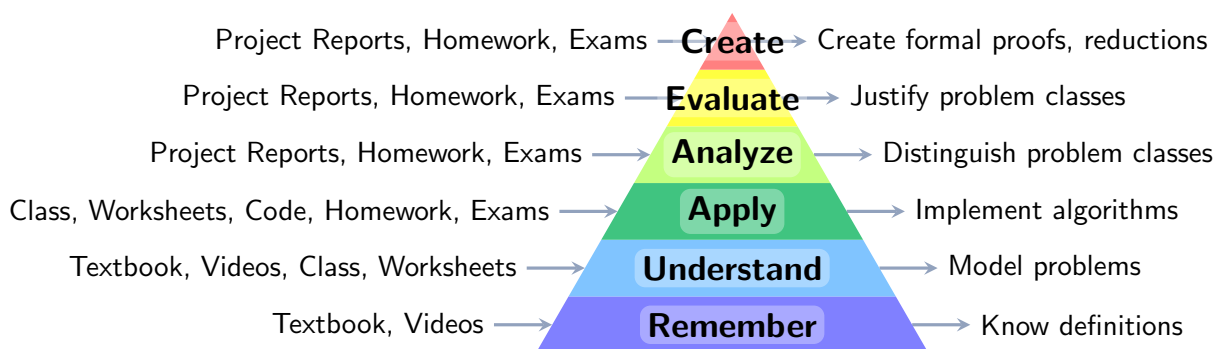 Project Reports, Homework, Exams Create Create formal proofs, reductions
Project Reports, Homework, Exams Evaluate Justify problem classes
Project Reports, Homework, Exams Analyze Distinguish problem classes
Class, Worksheets, Code, Homework, Exams Apply Implement algorithms
Textbook, Videos, Class, Worksheets Understand Model problems
Textbook, Videos Remember Know definitions